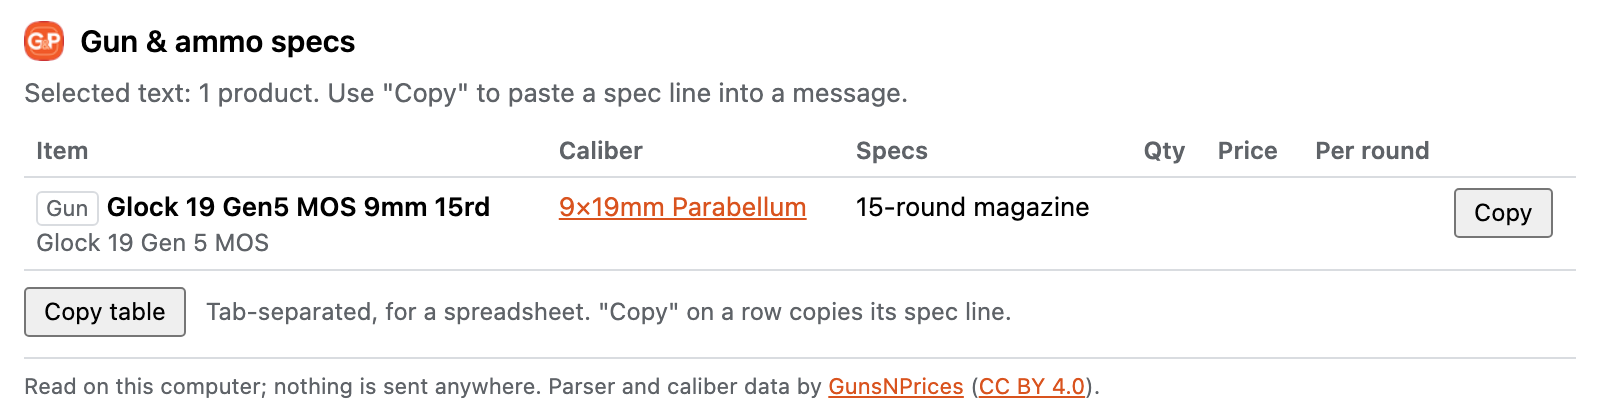 G&P Gun & ammo specs
Selected text: 1 product. Use "Copy" to paste a spec line into a message.
Item Caliber Specs Qty Price Per round
Gun Glock 19 Gen5 MOS 9mm 15rd 9×19mm Parabellum 15-round magazine Copy
Glock 19 Gen 5 MOS
Copy table Tab-separated, for a spreadsheet. "Copy" on a row copies its spec line.
Read on this computer; nothing is sent anywhere. Parser and caliber data by GunsNPrices (CC BY 4.0).